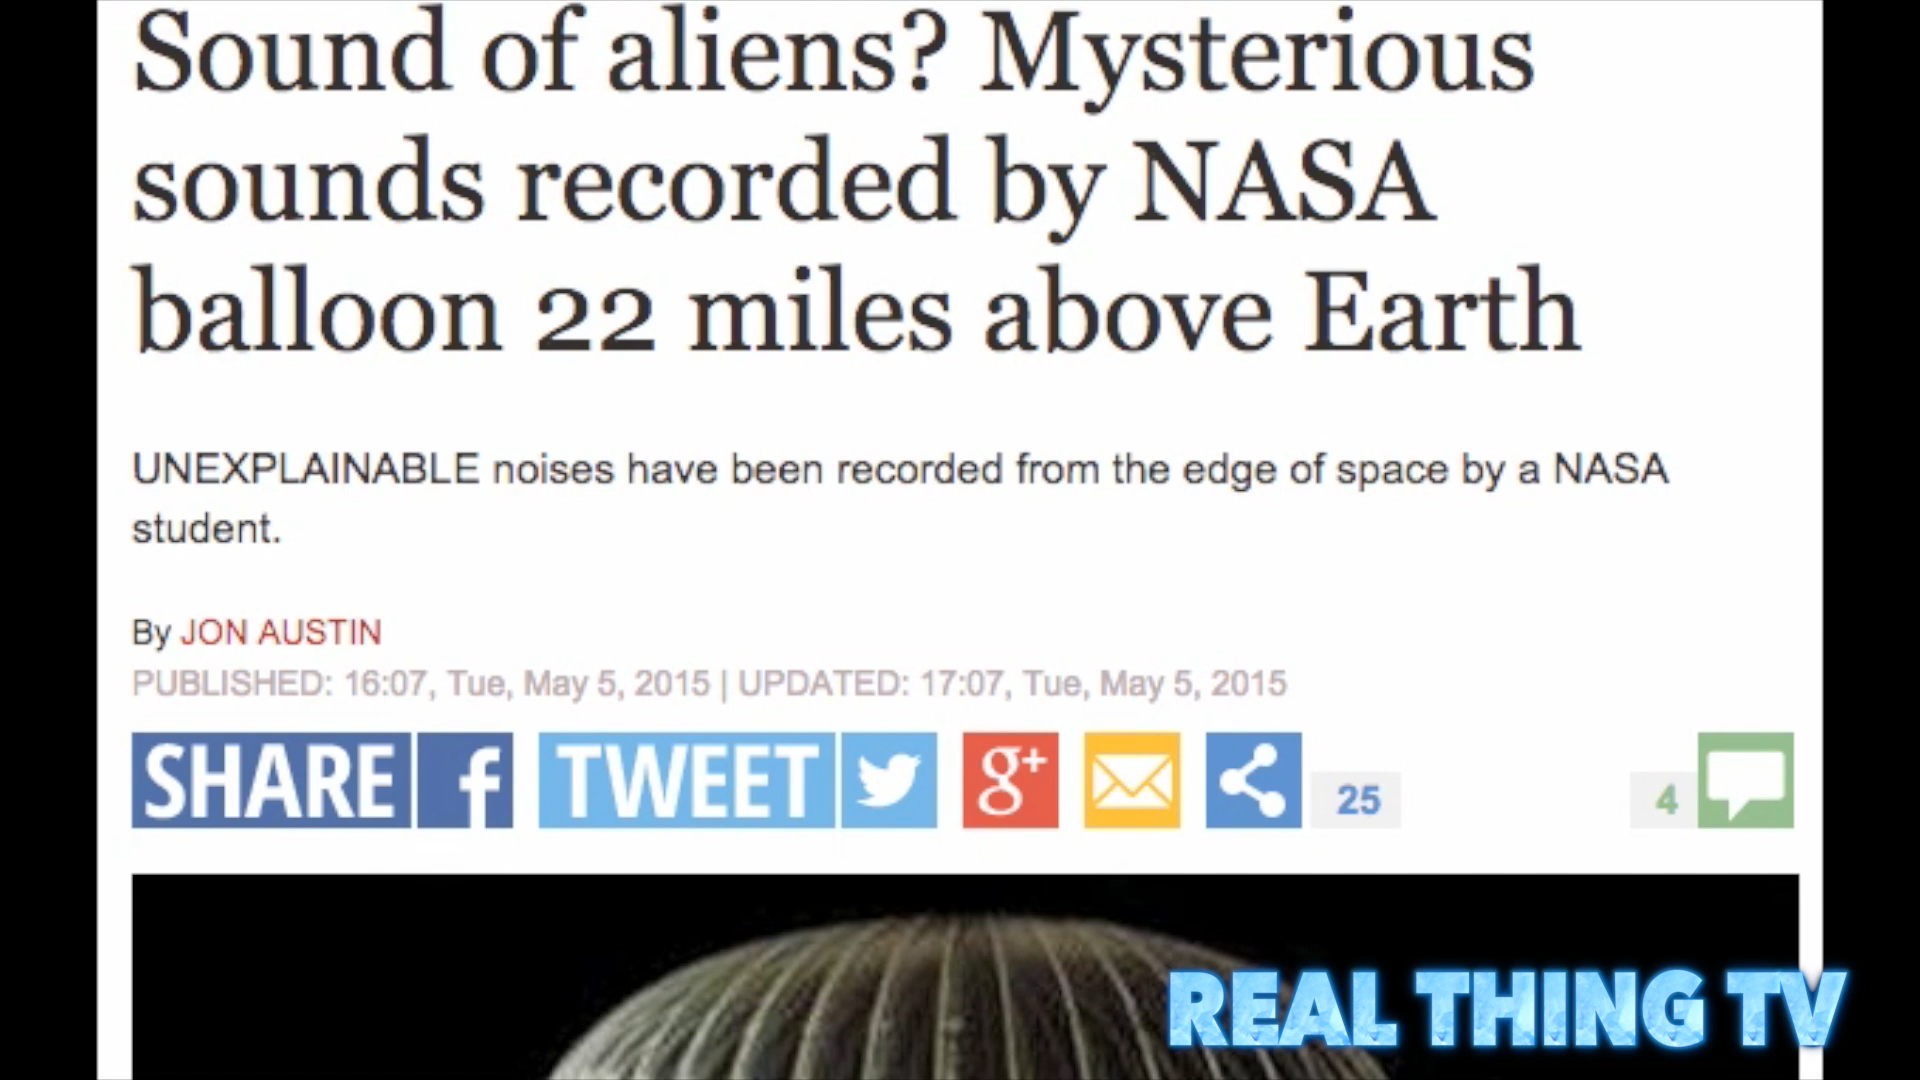 Sound of aliens? Mysterious
sounds recorded by NASA
balloon 22 miles above Earth
UNEXPLAINABLE noises have been recorded from the edge of space by a NASA
student.
By JON AUSTIN
PUBLISHED: 16:07, Tue, May 5, 2015 | UPDATED: 17:07, Tue, May 5, 2015
SHARE f TWEET g+ 25 4
REAL THING TV